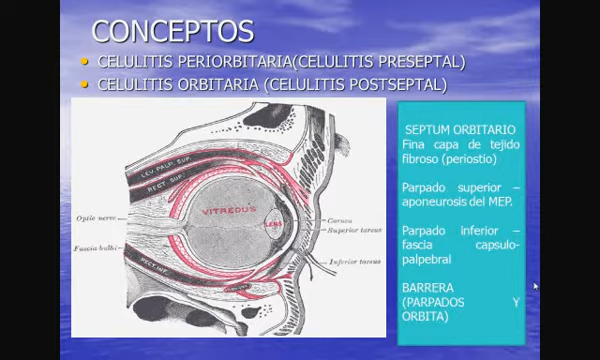 CONCEPTOS
CELULITIS PERIORBITARIA(CELULITIS PRESEPTAL)
CELULITIS ORBITARIA (CELULITIS POSTSEPTAL)
LEV. PALP. SUP.
RECT. SUP.
VITREOUS
LENS
Optic nerve
Fascia bulbi
RECT. INF.
Cornea
Superior tarsus
Inferior tarsus
SEPTUM ORBITARIO
Fina capa de tejido
fibroso (periostio)
Parpado superior –
aponeurosis del MEP.
Parpado inferior –
fascia capsulo-
palpebral
BARRERA
(PARPADOS Y
ORBITA)